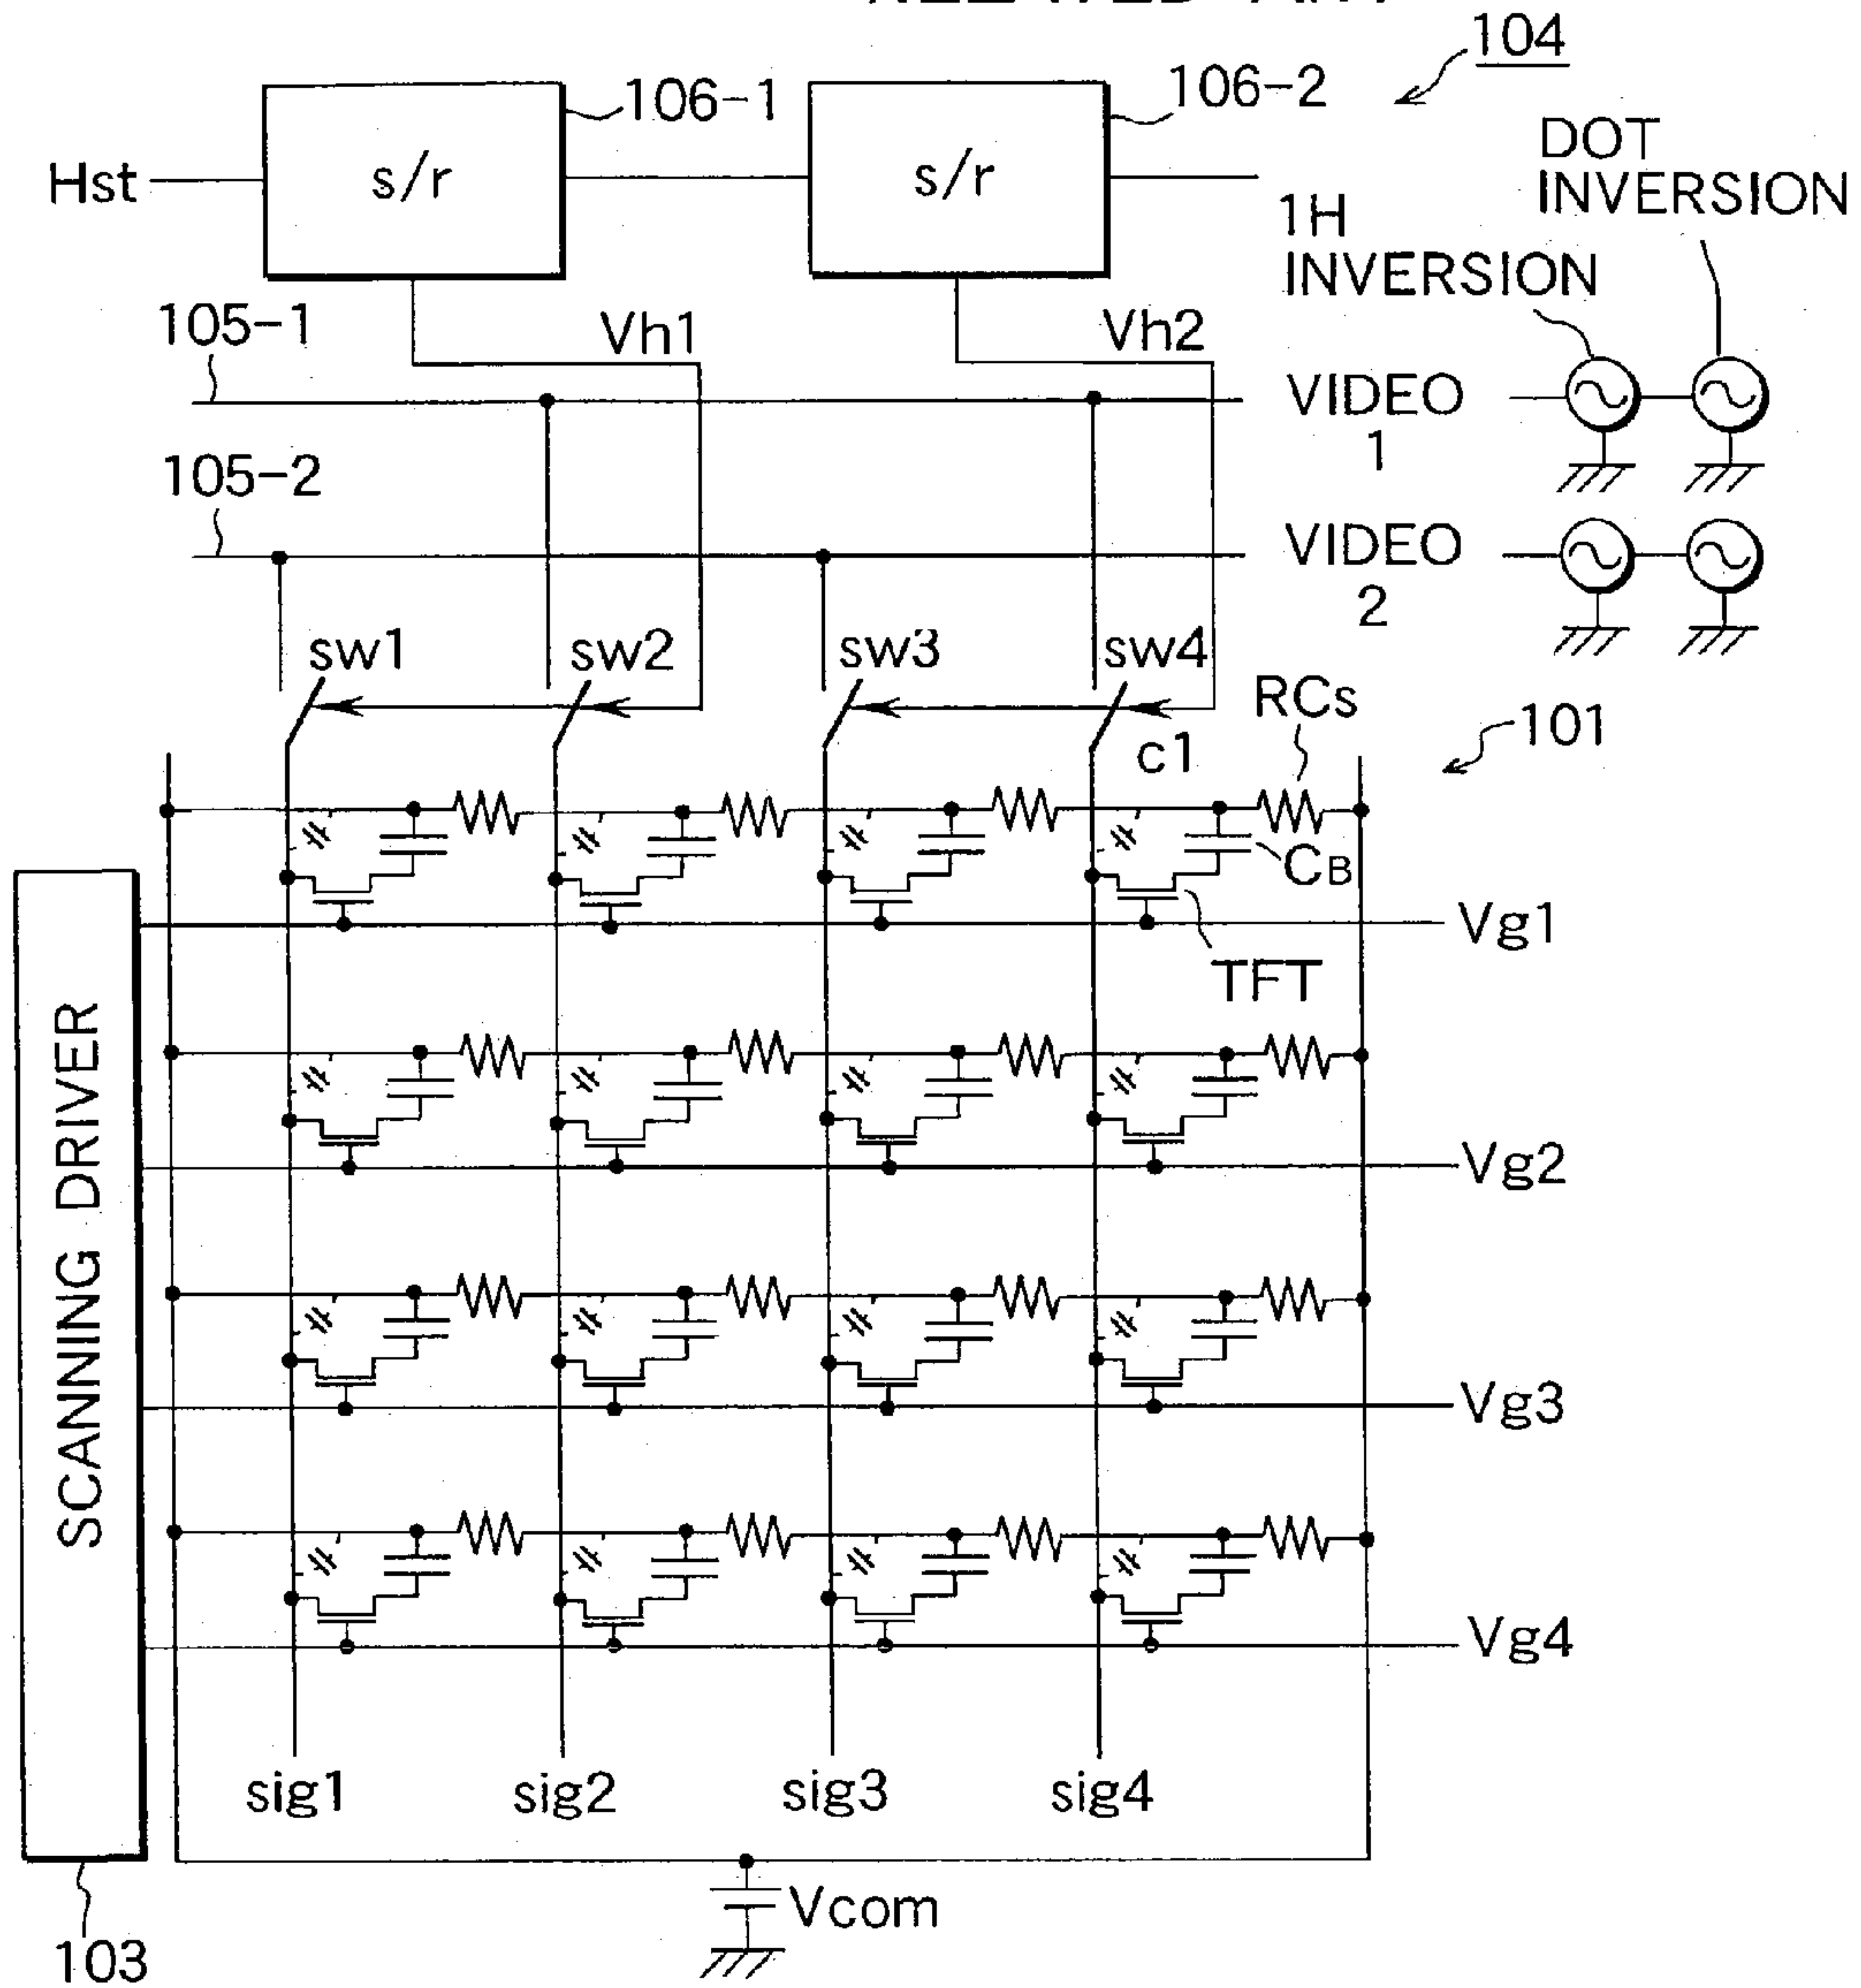 104
106-1
106-2
DOT
INVERSION
Hst
s/r
s/r
1H
INVERSION
105-1
Vh1
Vh2
VIDEO
1
105-2
VIDEO
2
sw1
sw2
sw3
sw4
RCs
101
c1
CB
Vg1
TFT
SCANNING DRIVER
Vg2
Vg3
Vg4
sig1
sig2
sig3
sig4
Vcom
103